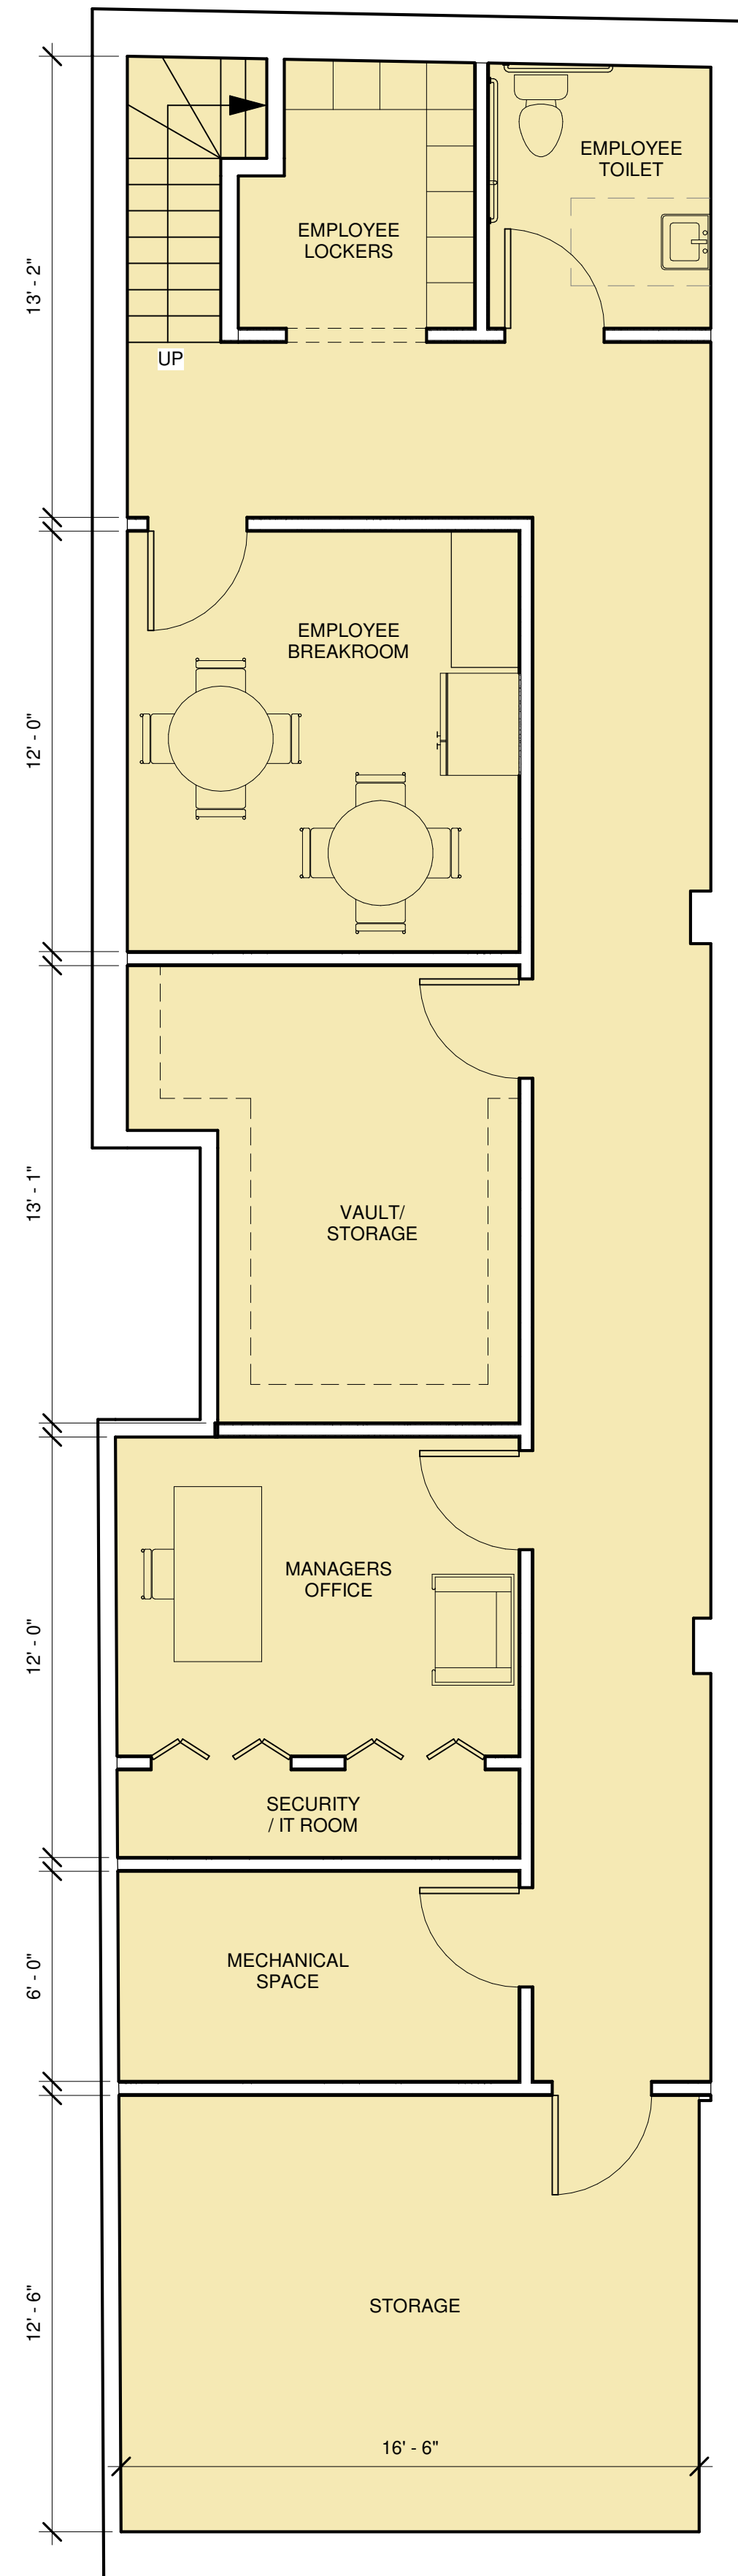 EMPLOYEE
TOILET
EMPLOYEE
LOCKERS
13' - 2"
UP
EMPLOYEE
BREAKROOM
12' - 0"
13' - 1"
VAULT/
STORAGE
MANAGERS
OFFICE
12' - 0"
SECURITY
/ IT ROOM
MECHANICAL
SPACE
6' - 0"
STORAGE
12' - 6"
16' - 6"